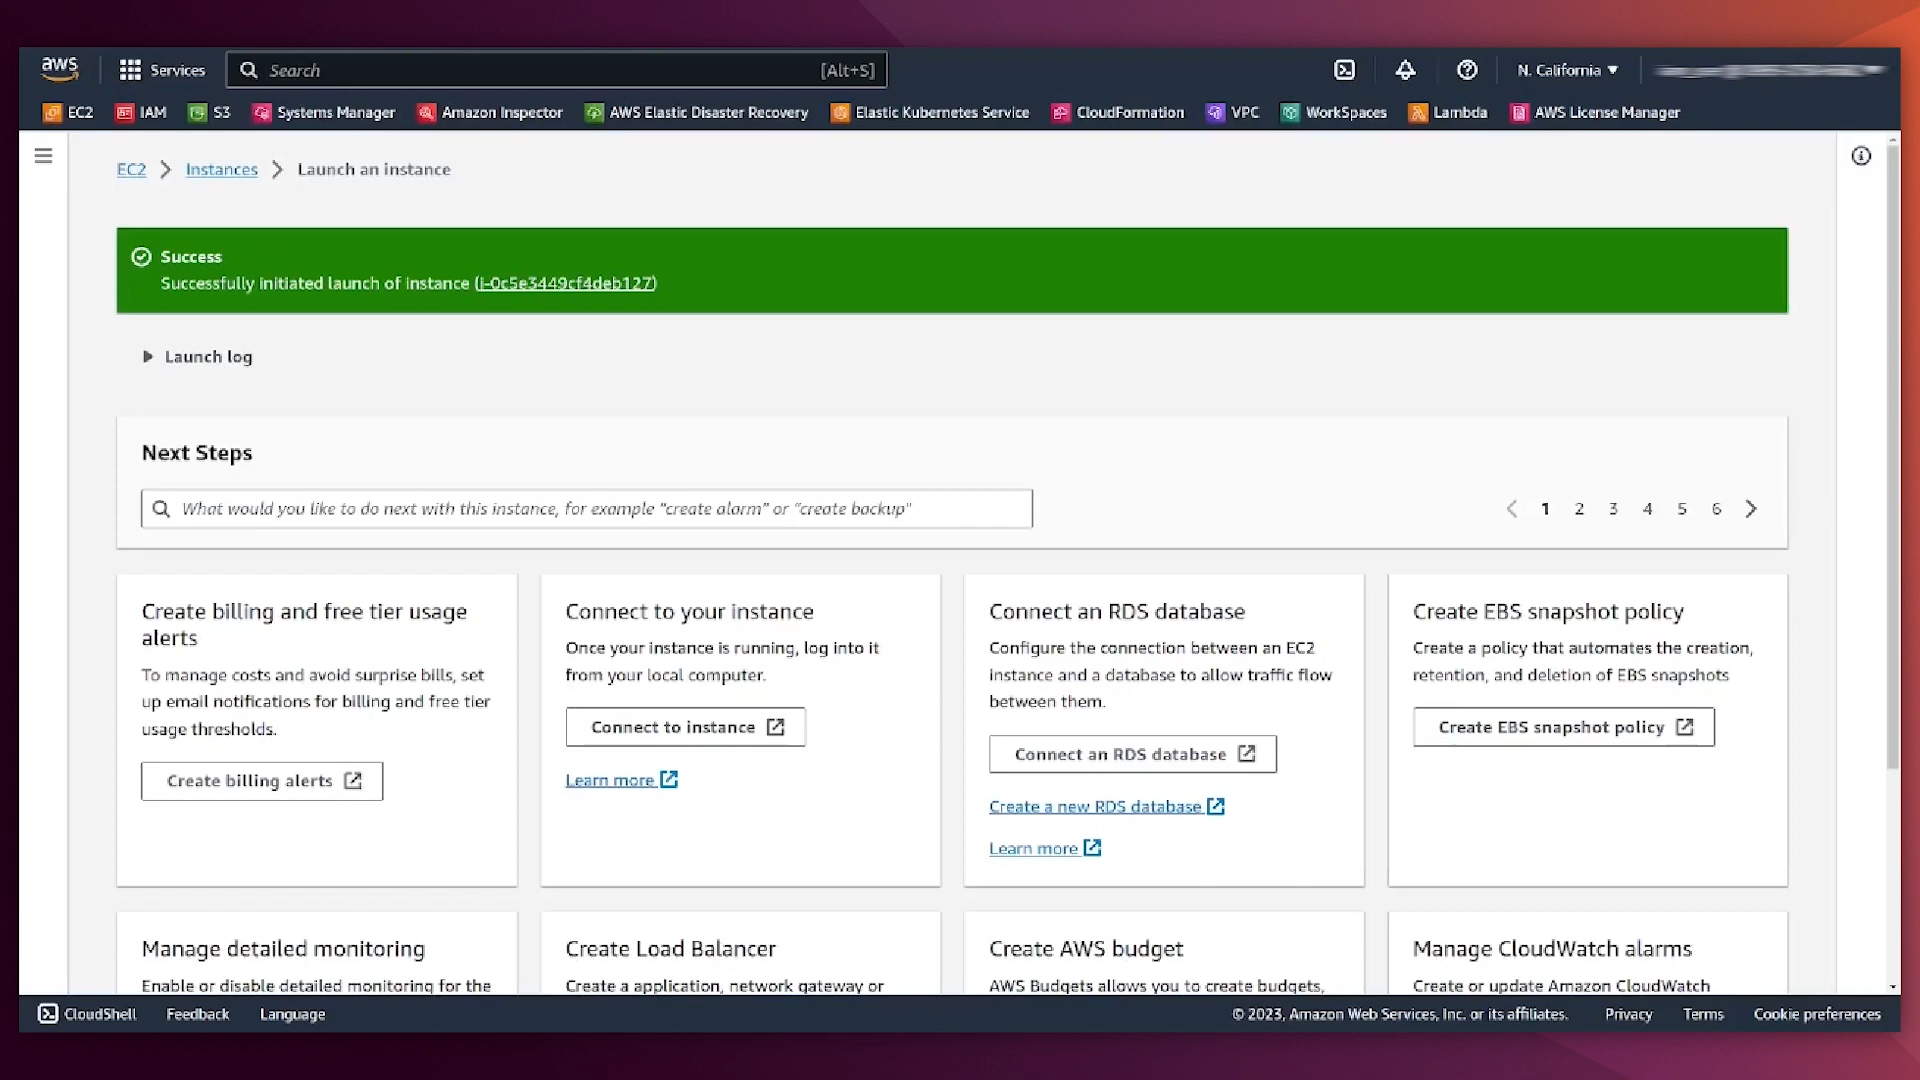 aws
Services
Search
[Alt+S]
N. California
EC2
IAM
S3
Systems Manager
Amazon Inspector
AWS Elastic Disaster Recovery
Elastic Kubernetes Service
CloudFormation
VPC
WorkSpaces
Lambda
AWS License Manager
EC2
Instances
Launch an instance
Success
Successfully initiated launch of instance (i-0c5e3449cf4deb127)
Launch log
Next Steps
What would you like to do next with this instance, for example "create alarm" or "create backup"
1 2 3 4 5 6
Create billing and free tier usage
alerts
To manage costs and avoid surprise bills, set
up email notifications for billing and free tier
usage thresholds.
Create billing alerts
Connect to your instance
Once your instance is running, log into it
from your local computer.
Connect to instance
Learn more
Connect an RDS database
Configure the connection between an EC2
instance and a database to allow traffic flow
between them.
Connect an RDS database
Create a new RDS database
Learn more
Create EBS snapshot policy
Create a policy that automates the creation,
retention, and deletion of EBS snapshots
Create EBS snapshot policy
Manage detailed monitoring
Enable or disable detailed monitoring for the
Create Load Balancer
Create a application, network gateway or
Create AWS budget
AWS Budgets allows you to create budgets,
Manage CloudWatch alarms
Create or update Amazon CloudWatch
CloudShell
Feedback
Language
© 2023, Amazon Web Services, Inc. or its affiliates.
Privacy
Terms
Cookie preferences